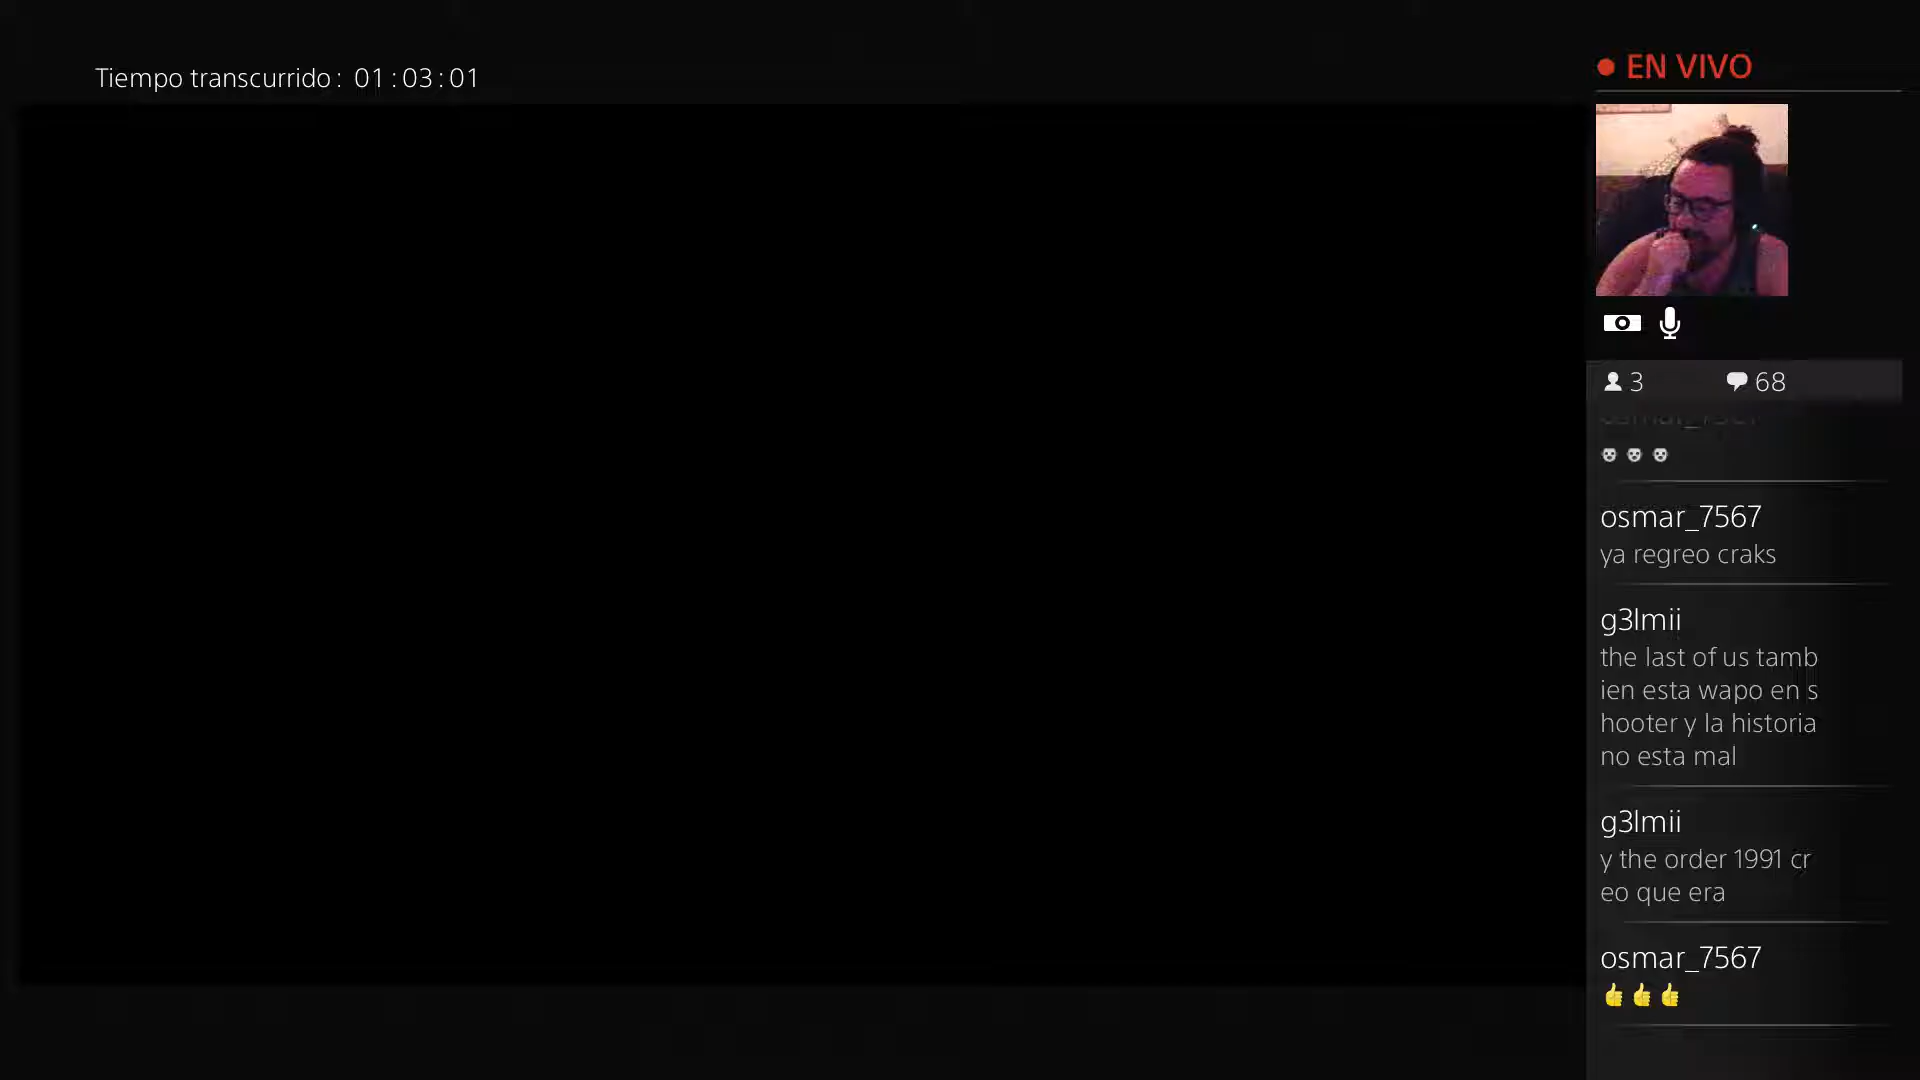 Tiempo transcurrido: 01:03:01
EN VIVO
3 68
osmar_7567
ya regreo craks
g3lmii
the last of us tamb
ien esta wapo en s
hooter y la historia
no esta mal
g3lmii
y the order 1991 cr
eo que era
osmar_7567
👍👍👍